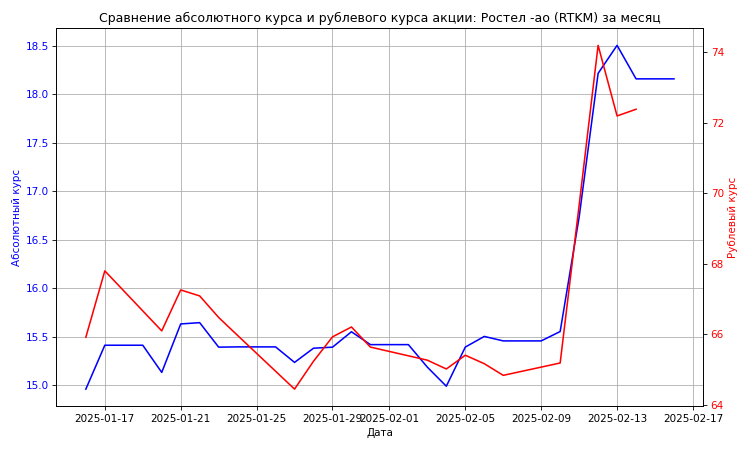 Сравнение абсолютного курса и рублевого курса акции: Ростел -ао (RTKM) за месяц
18.5
18.0
17.5
17.0
16.5
16.0
15.5
15.0
Абсолютный курс
74
72
70
68
66
64
Рублевый курс
2025-01-17 2025-01-21 2025-01-25 2025-01-29 2025-02-01 2025-02-05 2025-02-09 2025-02-13 2025-02-17
Дата